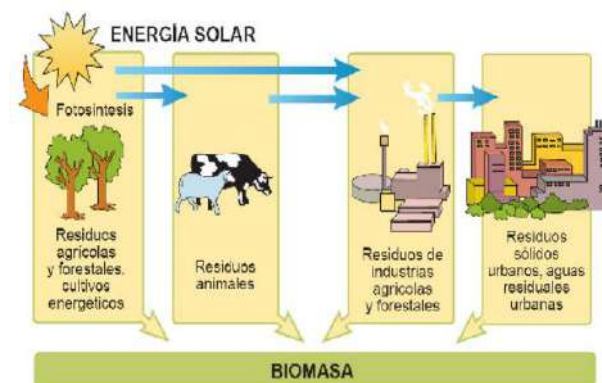 ENERGÍA SOLAR
Fotosíntesis
Residuos
agrícolas
y forestales,
cultivos
energeticos
Residuos
animales
Residuos de
industrias
agrícolas
y forestales
Residuos
sólidos
urbanos, aguas
residuales
urbanas
BIOMASA